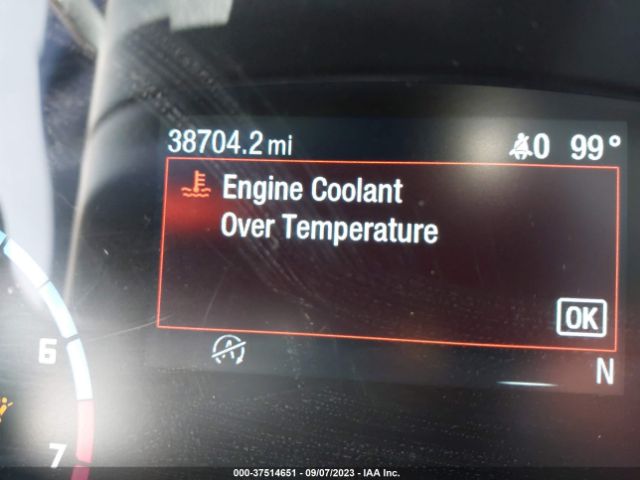 38704.2 mi 0 99°
Engine Coolant
Over Temperature
OK
6
N
7
000-37514651 - 09/07/2023 - IAA Inc.